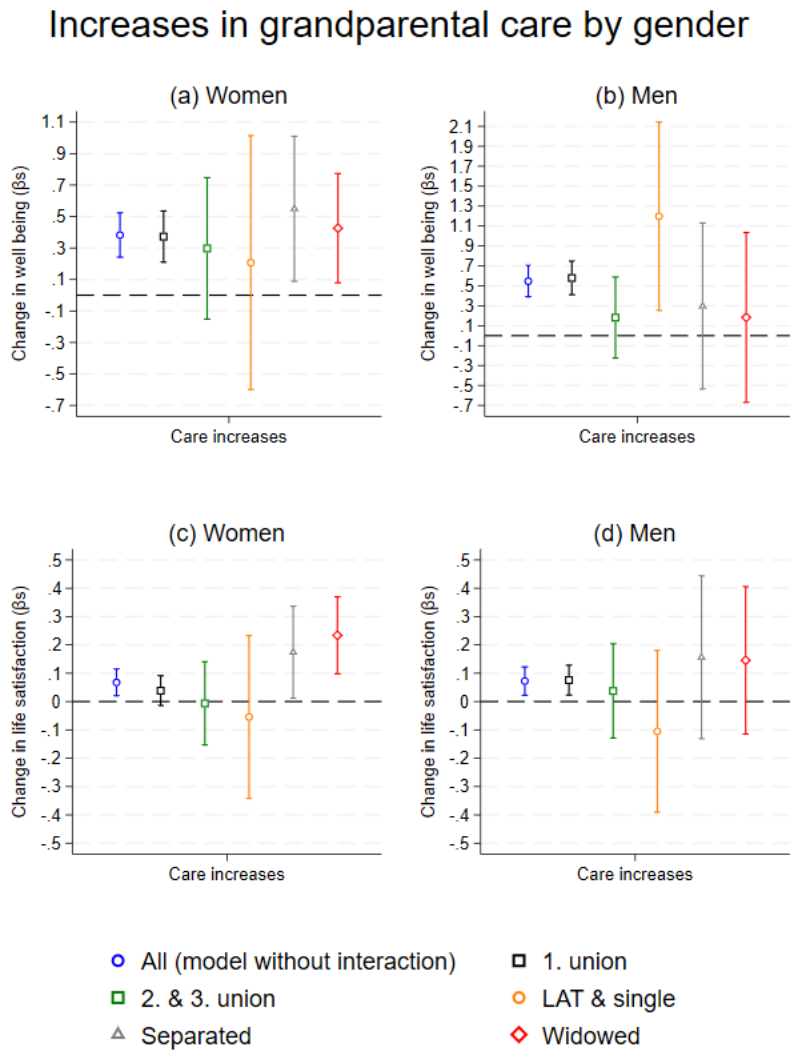 Increases in grandparental care by gender
(a) Women
Change in well being (βs)
1.1
.9
.7
.5
.3
.1
-.1
-.3
-.5
-.7
Care increases
(b) Men
Change in well being (βs)
2.1
1.9
1.7
1.5
1.3
1.1
.9
.7
.5
.3
.1
-.1
-.3
-.5
-.7
Care increases
(c) Women
Change in life satisfaction (βs)
.5
.4
.3
.2
.1
0
-.1
-.2
-.3
-.4
-.5
Care increases
(d) Men
Change in life satisfaction (βs)
.5
.4
.3
.2
.1
0
-.1
-.2
-.3
-.4
-.5
Care increases
All (model without interaction)
1. union
2. & 3. union
LAT & single
Separated
Widowed